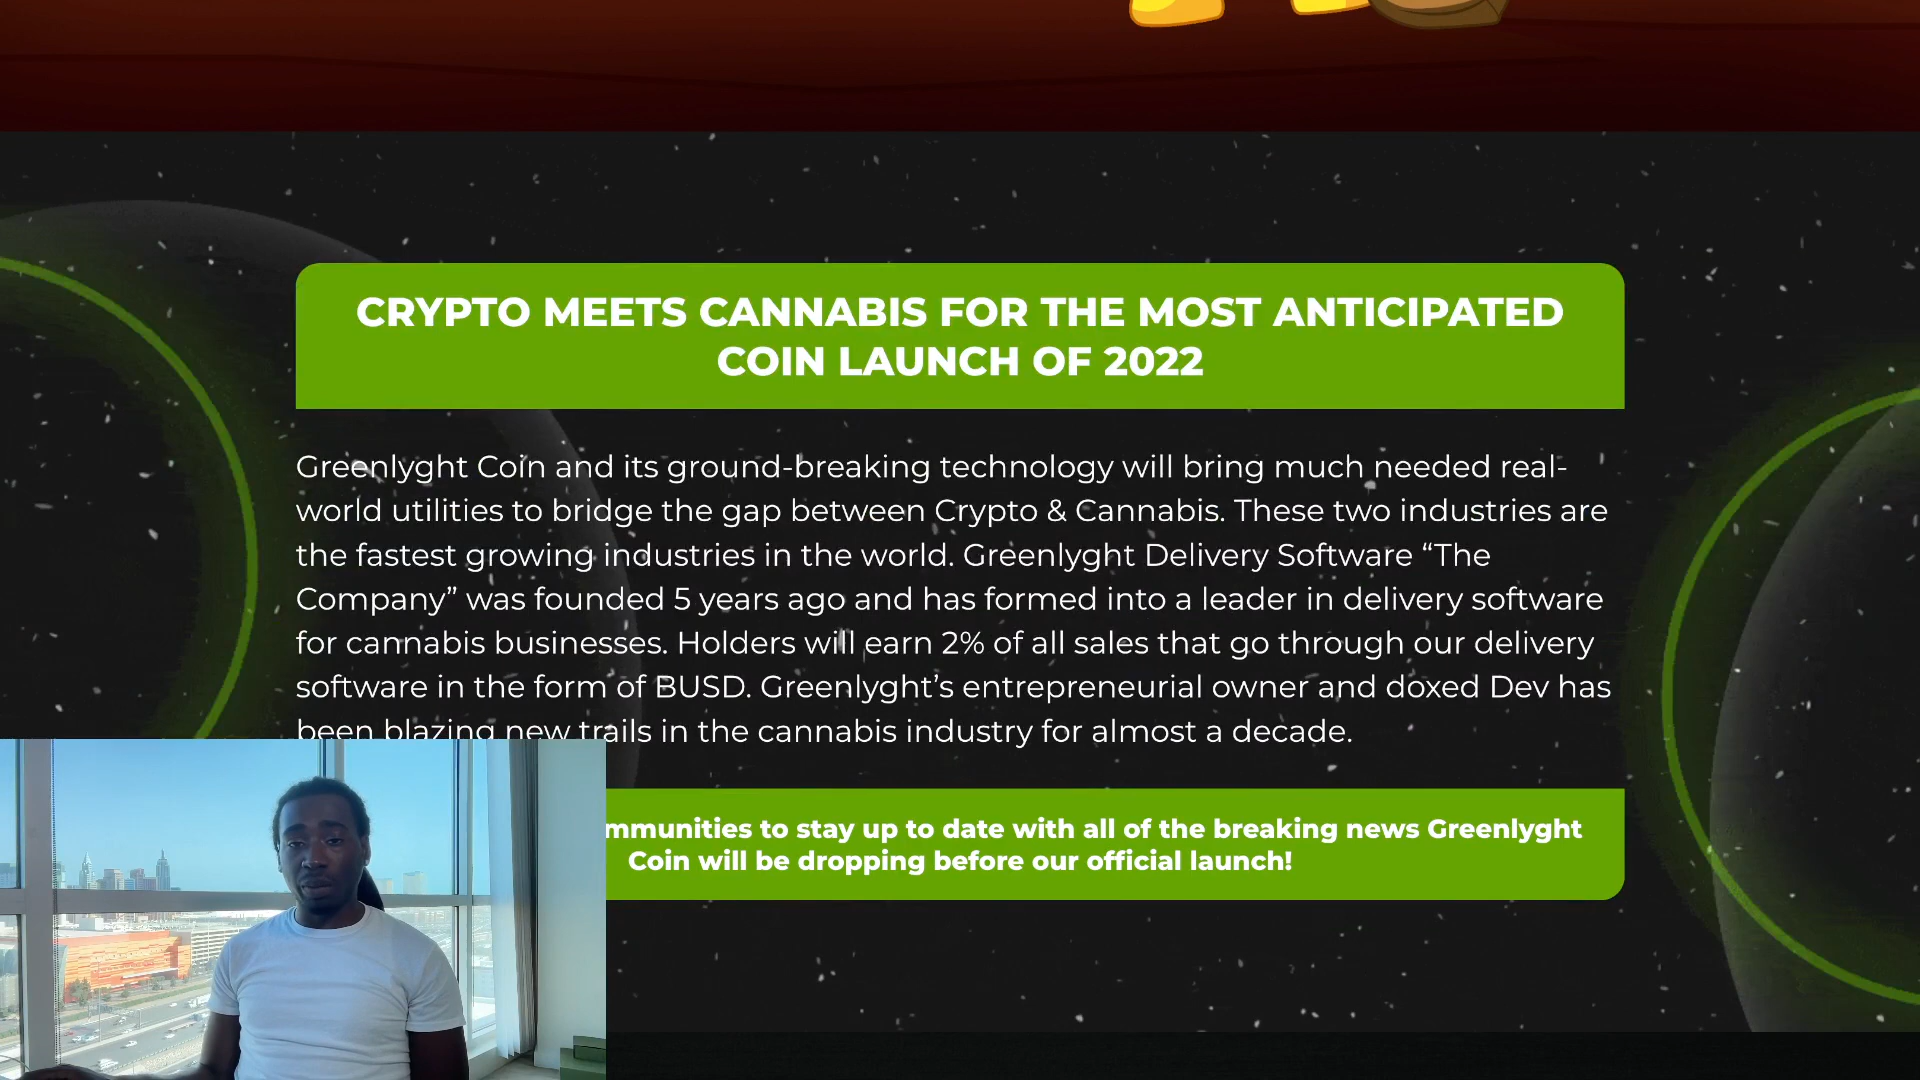 CRYPTO MEETS CANNABIS FOR THE MOST ANTICIPATED
COIN LAUNCH OF 2022
Greenlyght Coin and its ground-breaking technology will bring much needed real-
world utilities to bridge the gap between Crypto & Cannabis. These two industries are
the fastest growing industries in the world. Greenlyght Delivery Software “The
Company” was founded 5 years ago and has formed into a leader in delivery software
for cannabis businesses. Holders will earn 2% of all sales that go through our delivery
software in the form of BUSD. Greenlyght’s entrepreneurial owner and doxed Dev has
been blazing new trails in the cannabis industry for almost a decade.
mmunities to stay up to date with all of the breaking news Greenlyght
Coin will be dropping before our official launch!